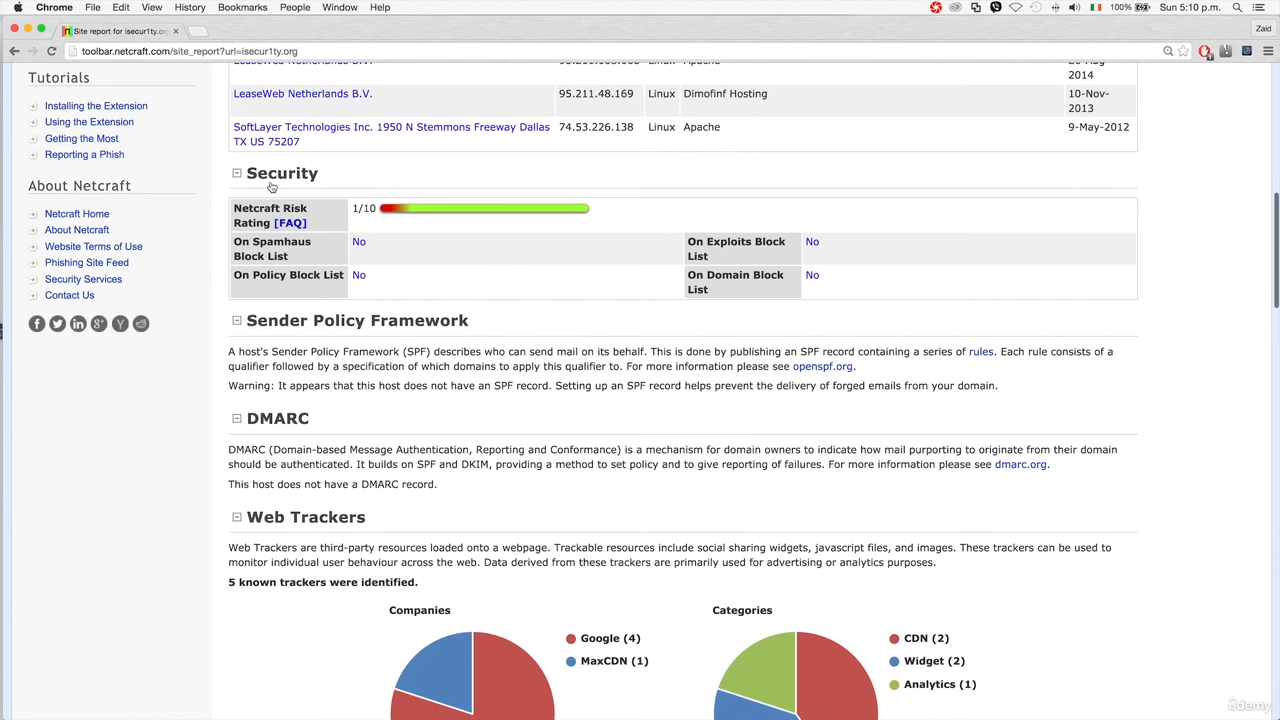 Chrome File Edit View History Bookmarks People Window Help 100% Sun 5:10 p.m.
Site report for isecur1ty.org Zaid
toolbar.netcraft.com/site_report?url=isecur1ty.org
Tutorials
Installing the Extension
Using the Extension
Getting the Most
Reporting a Phish
About Netcraft
Netcraft Home
About Netcraft
Website Terms of Use
Phishing Site Feed
Security Services
Contact Us
LeaseWeb Netherlands B.V. Linux Apache
2014
LeaseWeb Netherlands B.V. 95.211.48.169 Linux Dimofinf Hosting 10-Nov-
2013
SoftLayer Technologies Inc. 1950 N Stemmons Freeway Dallas 74.53.226.138 Linux Apache 9-May-2012
TX US 75207
Security
Netcraft Risk 1/10
Rating [FAQ]
On Spamhaus No On Exploits Block No
Block List List
On Policy Block List No On Domain Block No
List
Sender Policy Framework
A host's Sender Policy Framework (SPF) describes who can send mail on its behalf. This is done by publishing an SPF record containing a series of rules. Each rule consists of a
qualifier followed by a specification of which domains to apply this qualifier to. For more information please see openspf.org.
Warning: It appears that this host does not have an SPF record. Setting up an SPF record helps prevent the delivery of forged emails from your domain.
DMARC
DMARC (Domain-based Message Authentication, Reporting and Conformance) is a mechanism for domain owners to indicate how mail purporting to originate from their domain
should be authenticated. It builds on SPF and DKIM, providing a method to set policy and to give reporting of failures. For more information please see dmarc.org.
This host does not have a DMARC record.
Web Trackers
Web Trackers are third-party resources loaded onto a webpage. Trackable resources include social sharing widgets, javascript files, and images. These trackers can be used to
monitor individual user behaviour across the web. Data derived from these trackers are primarily used for advertising or analytics purposes.
5 known trackers were identified.
Companies Categories
Google (4) CDN (2)
MaxCDN (1) Widget (2)
Analytics (1)
ûdemy